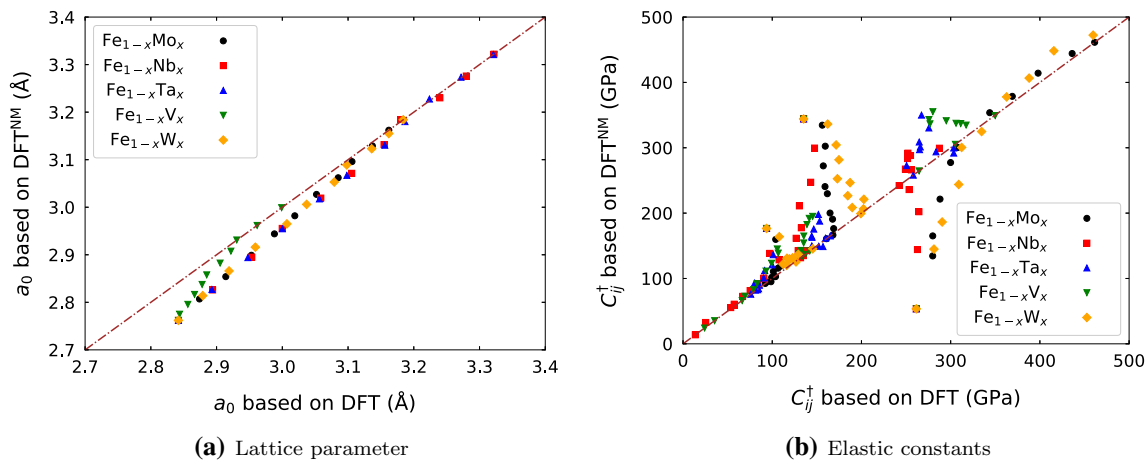 3.4
3.3
3.2
3.1
3.0
2.9
2.8
2.7
a₀ based on DFTᴺᴹ (Å)
Fe₁₋ₓMoₓ
Fe₁₋ₓNbₓ
Fe₁₋ₓTaₓ
Fe₁₋ₓVₓ
Fe₁₋ₓWₓ
2.7 2.8 2.9 3.0 3.1 3.2 3.3 3.4
a₀ based on DFT (Å)
(a) Lattice parameter
500
400
300
200
100
0
C†ij based on DFTᴺᴹ (GPa)
Fe₁₋ₓMoₓ
Fe₁₋ₓNbₓ
Fe₁₋ₓTaₓ
Fe₁₋ₓVₓ
Fe₁₋ₓWₓ
0 100 200 300 400 500
C†ij based on DFT (GPa)
(b) Elastic constants